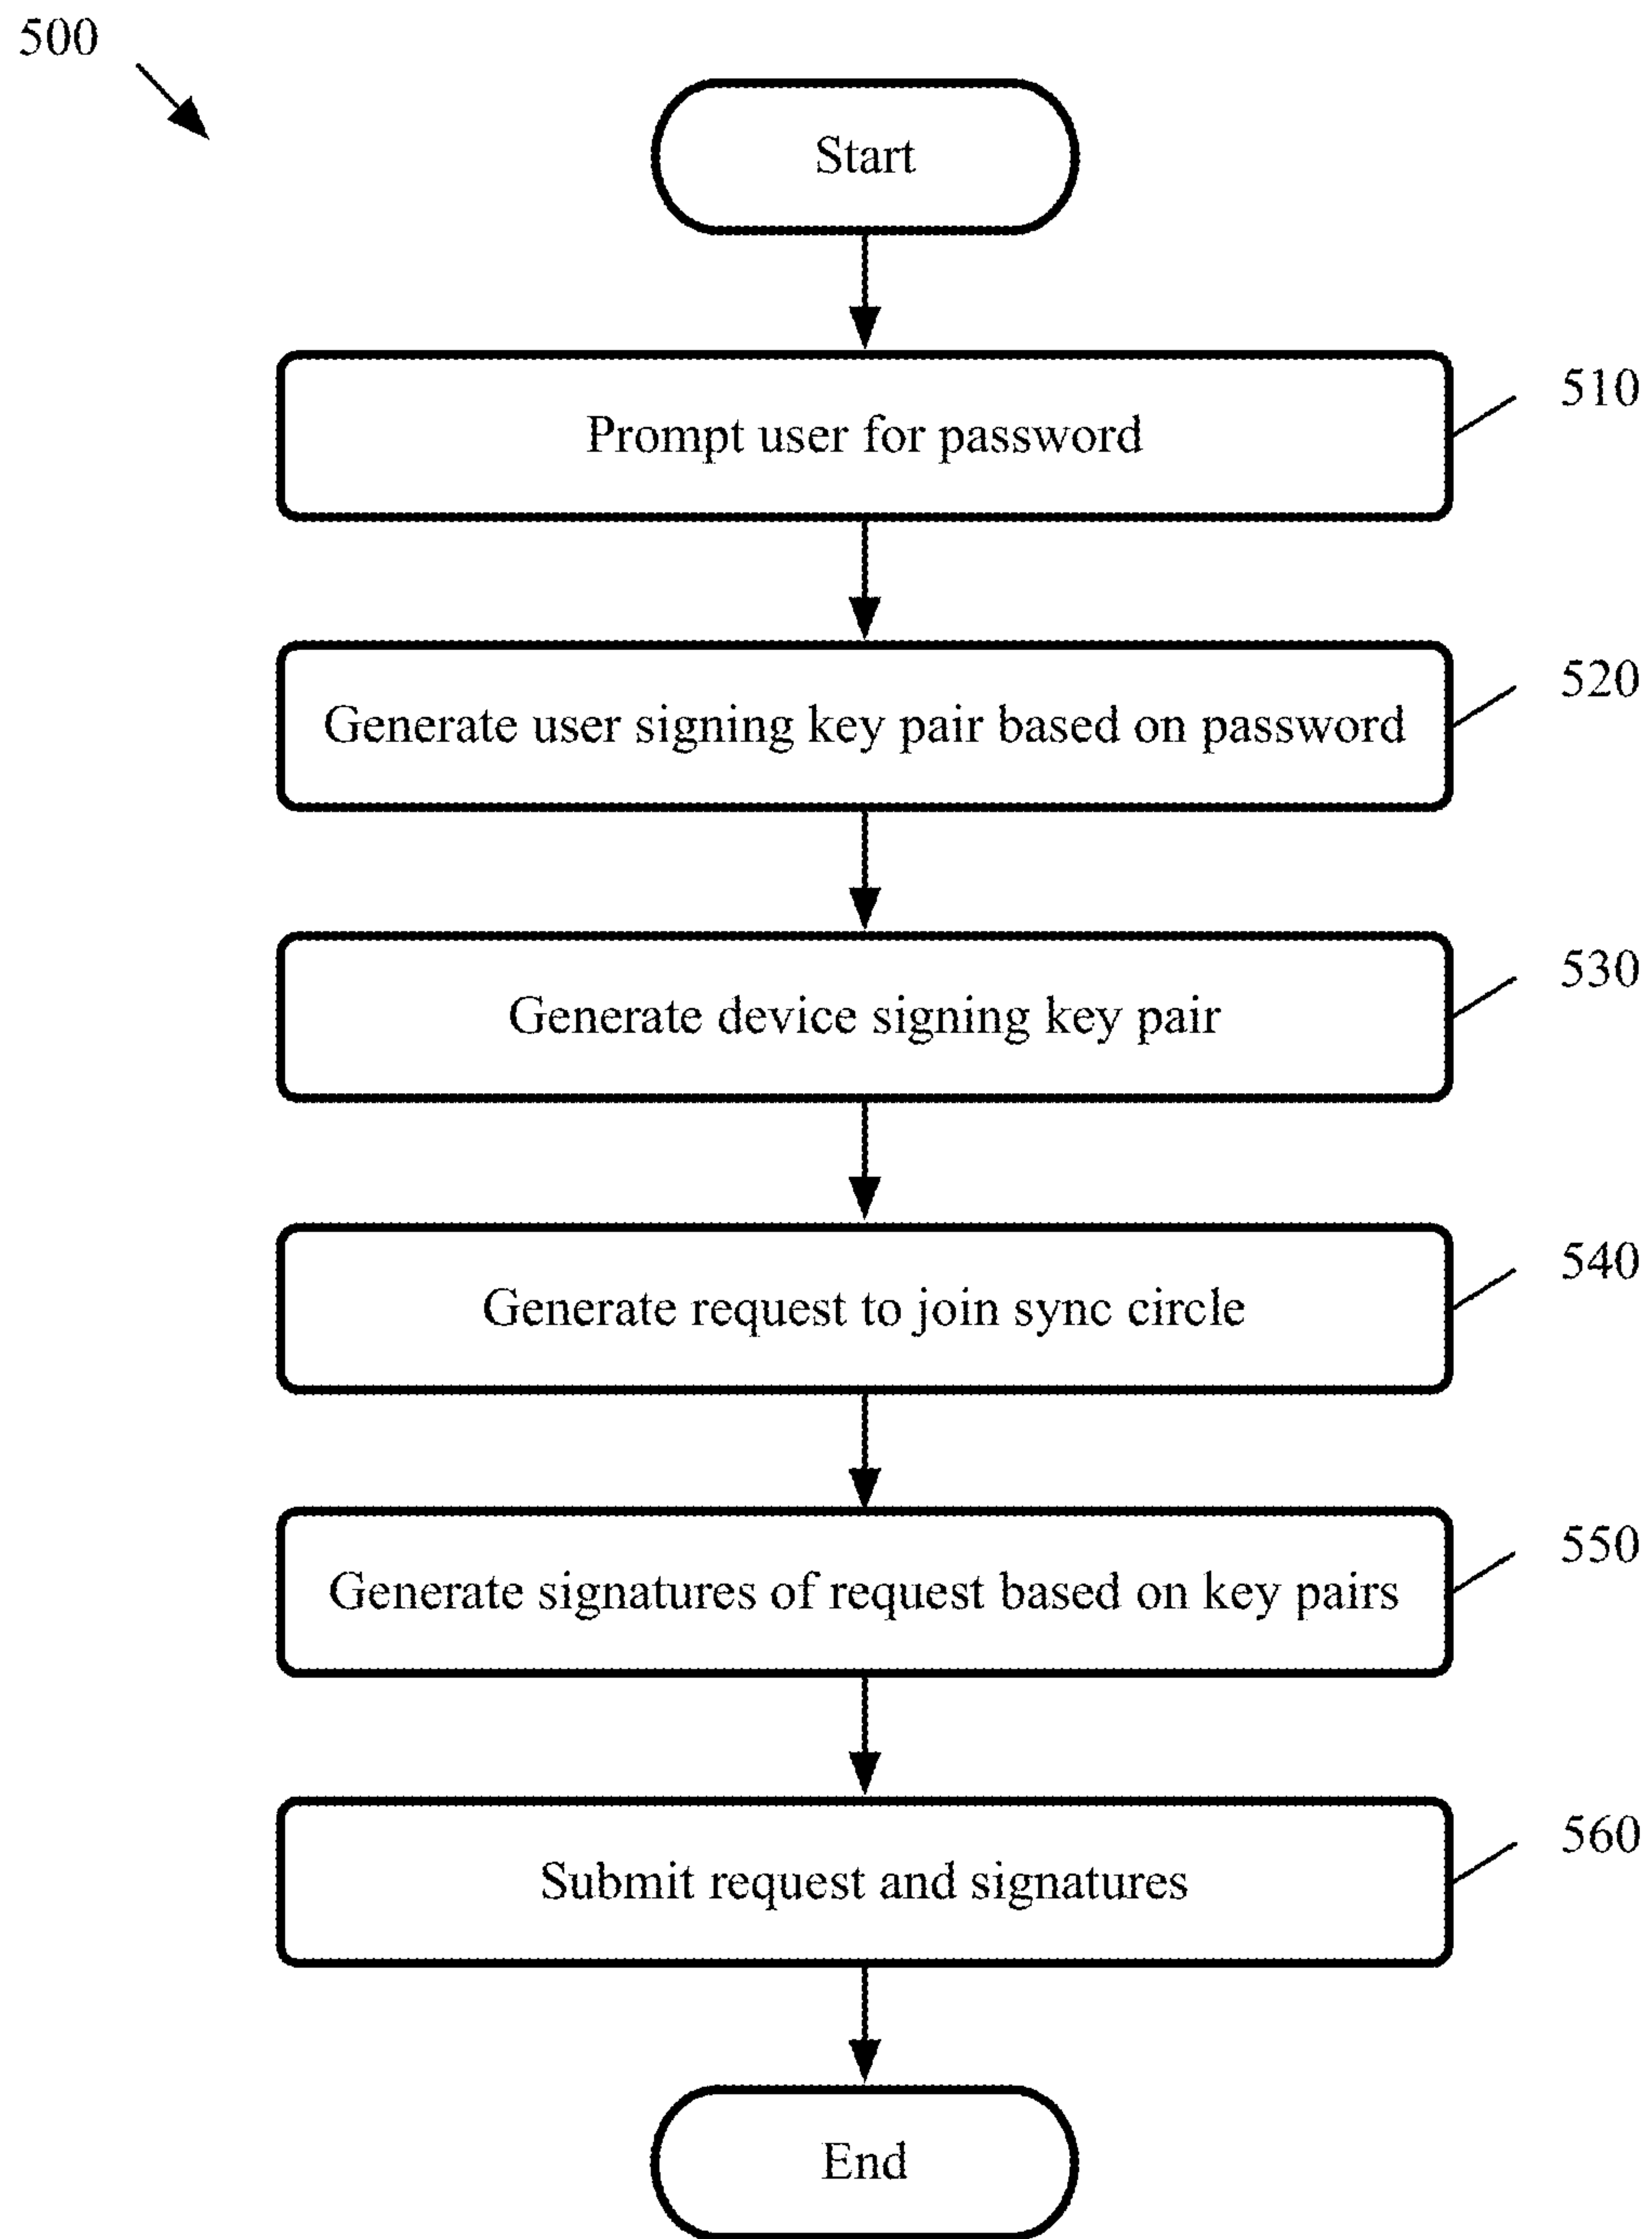 500
Start
Prompt user for password
510
Generate user signing key pair based on password
520
Generate device signing key pair
530
Generate request to join sync circle
540
Generate signatures of request based on key pairs
550
Submit request and signatures
560
End